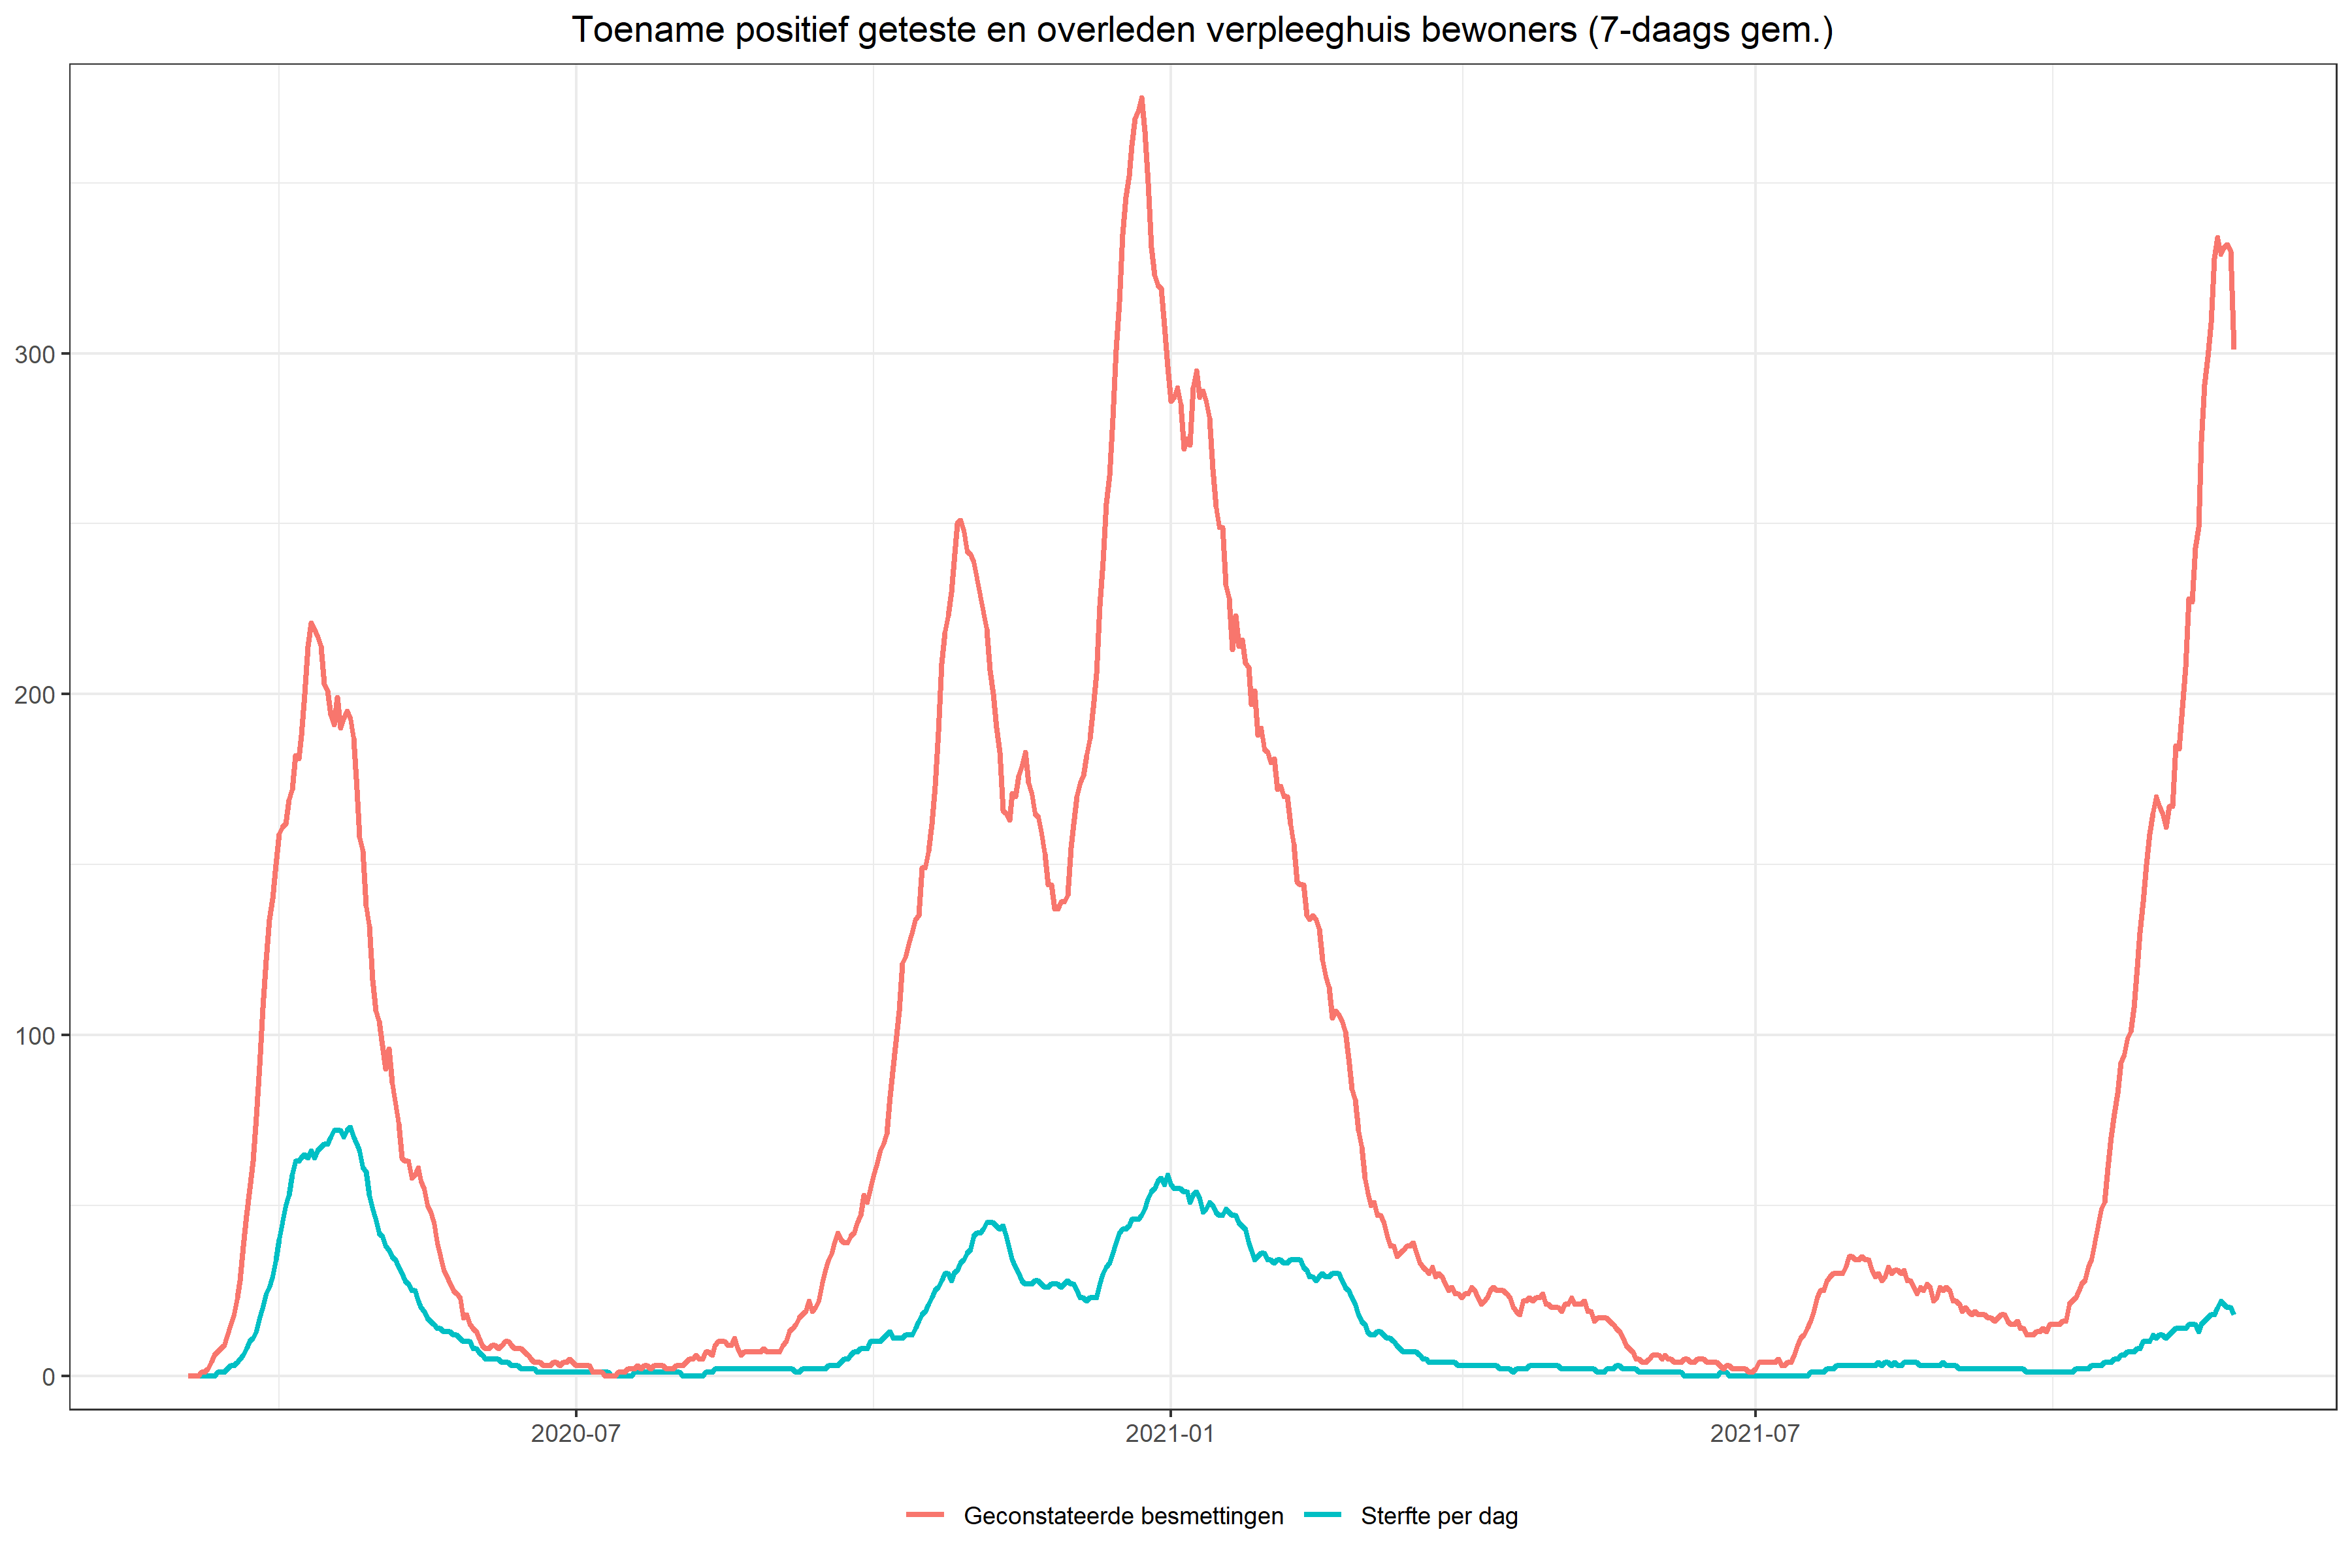 Toename positief geteste en overleden verpleeghuis bewoners (7-daags gem.)
300
200
100
0
2020-07 2021-01 2021-07
Geconstateerde besmettingen Sterfte per dag